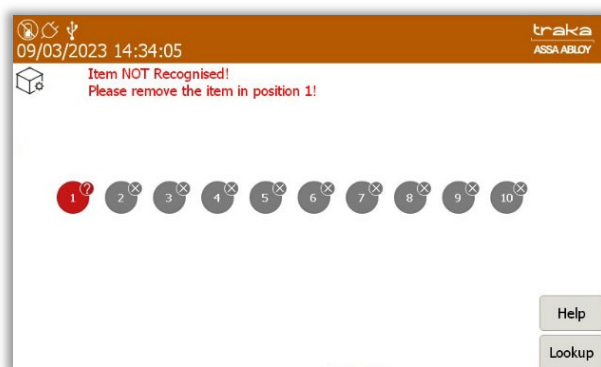 traka
09/03/2023 14:34:05
ASSA ABLOY
Item NOT Recognised!
Please remove the item in position 1!
1 ? 2 3 4 5 6 7 8 9 10
Help
Lookup